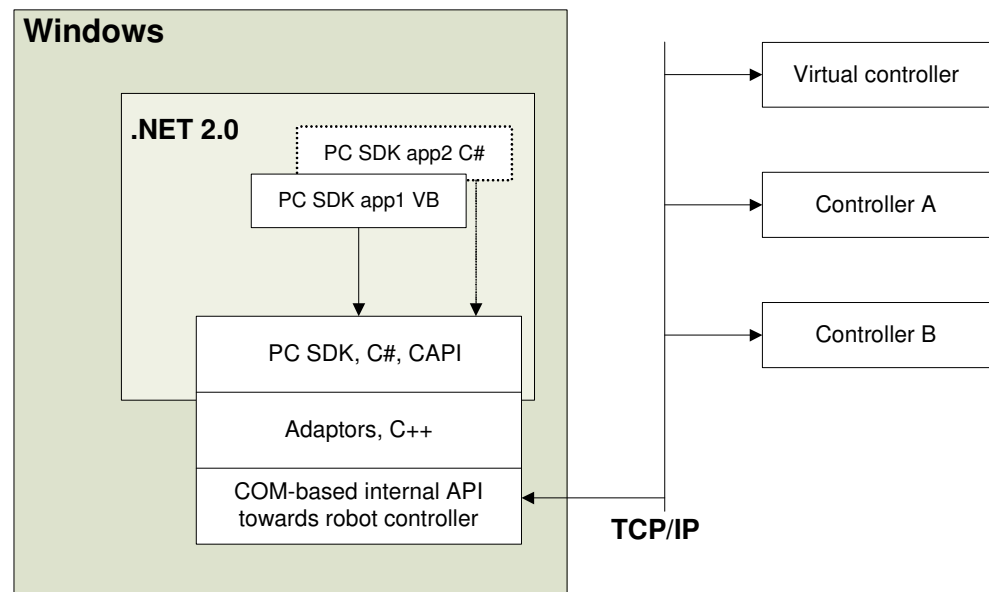 Windows
.NET 2.0
PC SDK app2 C#
PC SDK app1 VB
PC SDK, C#, CAPI
Adaptors, C++
COM-based internal API
towards robot controller
TCP/IP
Virtual controller
Controller A
Controller B